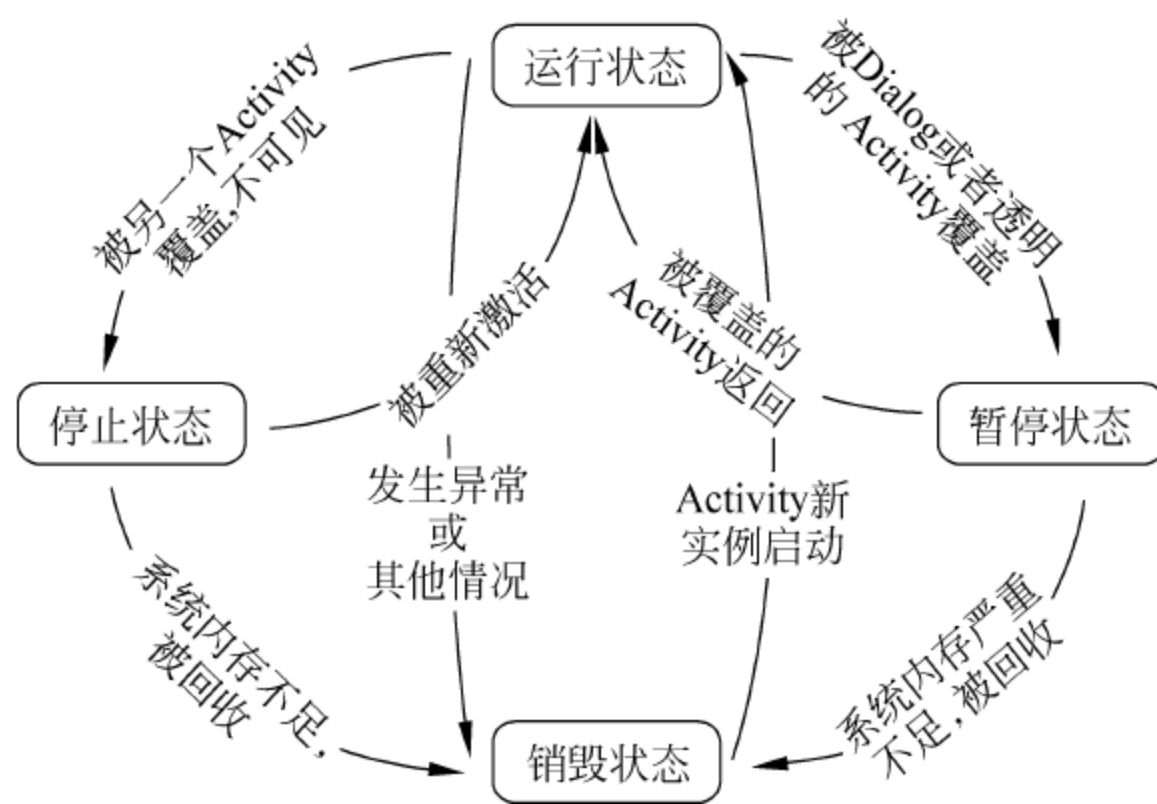 运行状态
被另一个Activity
覆盖,不可见
被Dialog或者透明
的 Activity覆盖
被重新激活
被覆盖的
Activity返回
停止状态
暂停状态
发生异常
或
其他情况
Activity新
实例启动
系统内存不足,
被回收
系统内存严重
不足,被回收
销毁状态